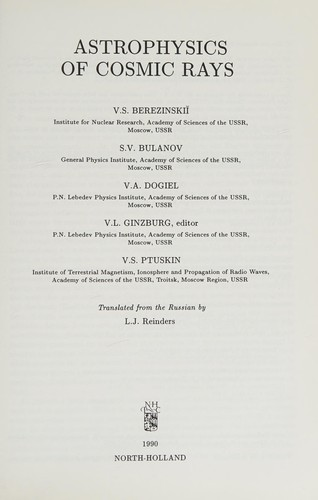 ASTROPHYSICS
OF COSMIC RAYS
V.S. BEREZINSKIĬ
Institute for Nuclear Research, Academy of Sciences of the USSR,
Moscow, USSR
S.V. BULANOV
General Physics Institute, Academy of Sciences of the USSR,
Moscow, USSR
V.A. DOGIEL
P.N. Lebedev Physics Institute, Academy of Sciences of the USSR,
Moscow, USSR
V.L. GINZBURG, editor
P.N. Lebedev Physics Institute, Academy of Sciences of the USSR,
Moscow, USSR
V.S. PTUSKIN
Institute of Terrestrial Magnetism, Ionosphere and Propagation of Radio Waves,
Academy of Sciences of the USSR, Troitsk, Moscow Region, USSR
Translated from the Russian by
L.J. Reinders
NH
1990
NORTH-HOLLAND